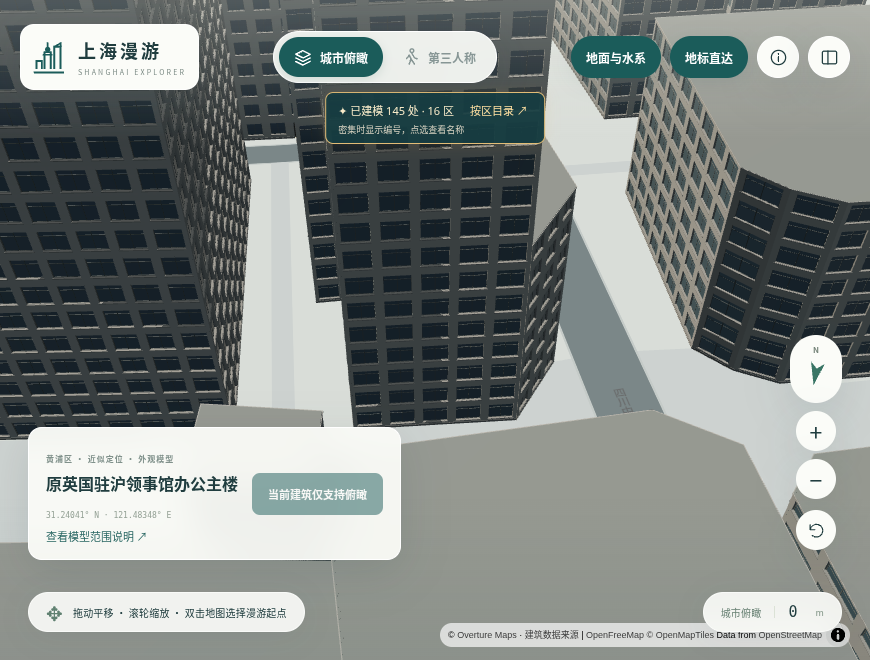 上海漫游
SHANGHAI EXPLORER
城市俯瞰
第三人称
地面与水系
地标直达
✦ 已建模 145 处 · 16 区 按区目录 ↗
密集时显示编号，点选查看名称
N
黄浦区 · 近似定位 · 外观模型
原英国驻沪领事馆办公主楼
31.24041° N · 121.48348° E
查看模型范围说明 ↗
当前建筑仅支持俯瞰
拖动平移 · 滚轮缩放 · 双击地图选择漫游起点
城市俯瞰 0 m
© Overture Maps · 建筑数据来源 | OpenFreeMap © OpenMapTiles Data from OpenStreetMap